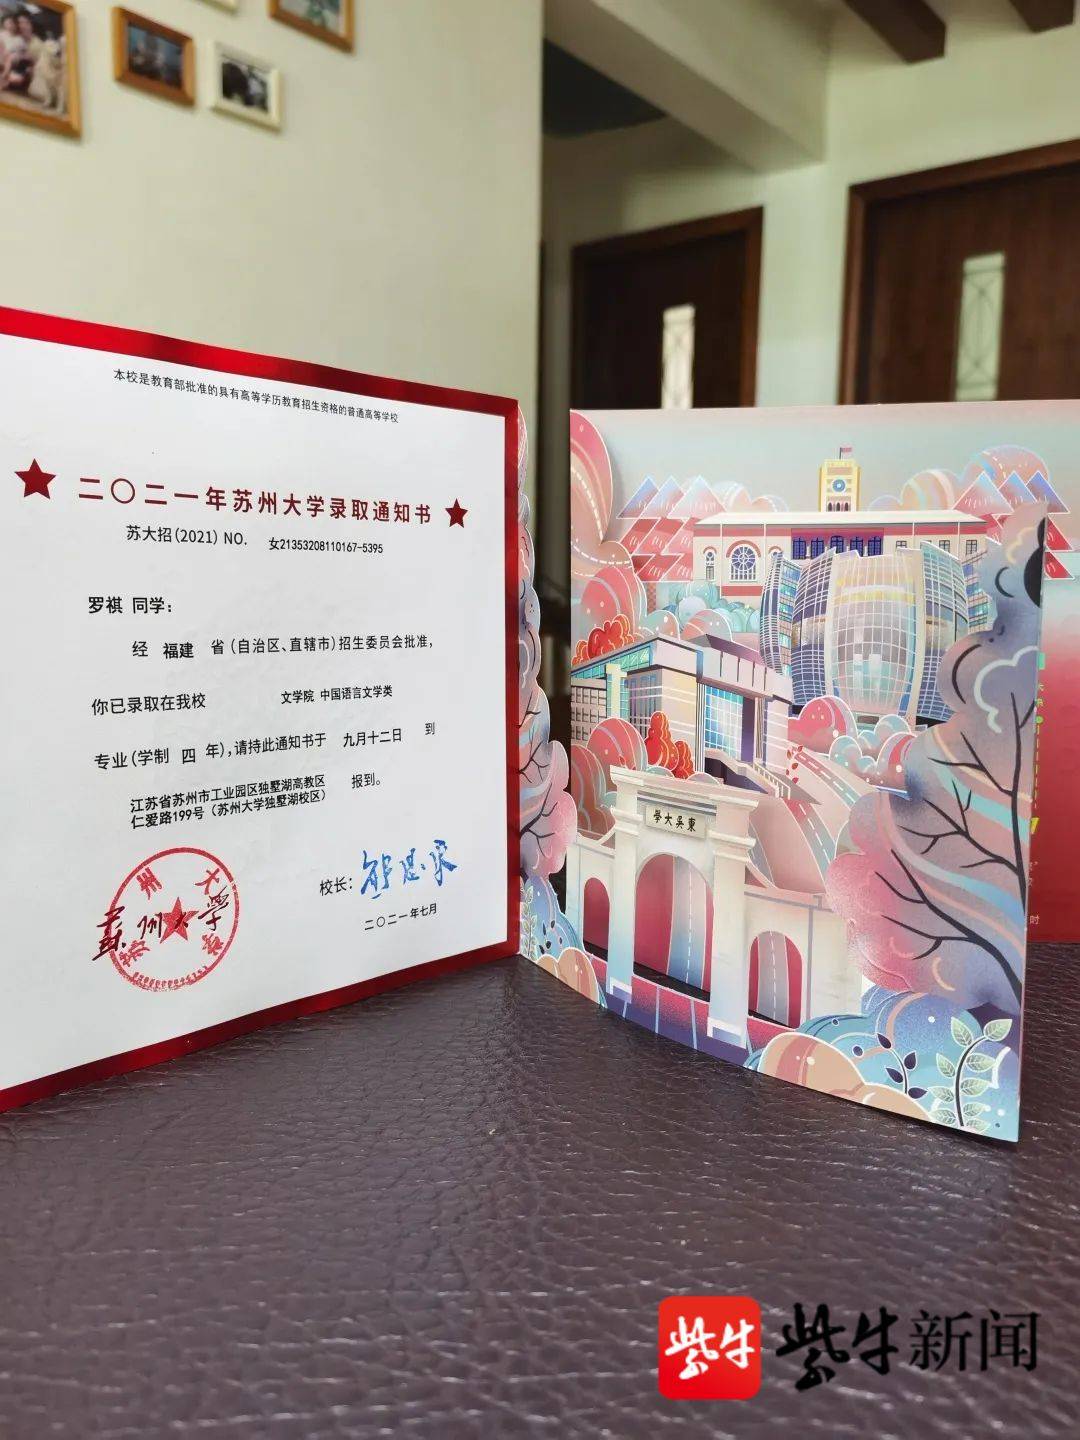 本校是教育部批准的具有高等学历教育招生资格的普通高等学校
二〇二一年苏州大学录取通知书
苏大招(2021) NO. 女21353208110167-5395
罗祺 同学:
经 福建 省(自治区、直辖市)招生委员会批准,
你已录取在我校 文学院 中国语言文学类
专业(学制 四 年),请持此通知书于 九月十二日 到
江苏省苏州市工业园区独墅湖高教区
仁爱路199号(苏州大学独墅湖校区) 报到。
苏州大学
蘇州大学
校长:
二〇二一年七月
學大吳東
时
紫牛
紫牛新闻